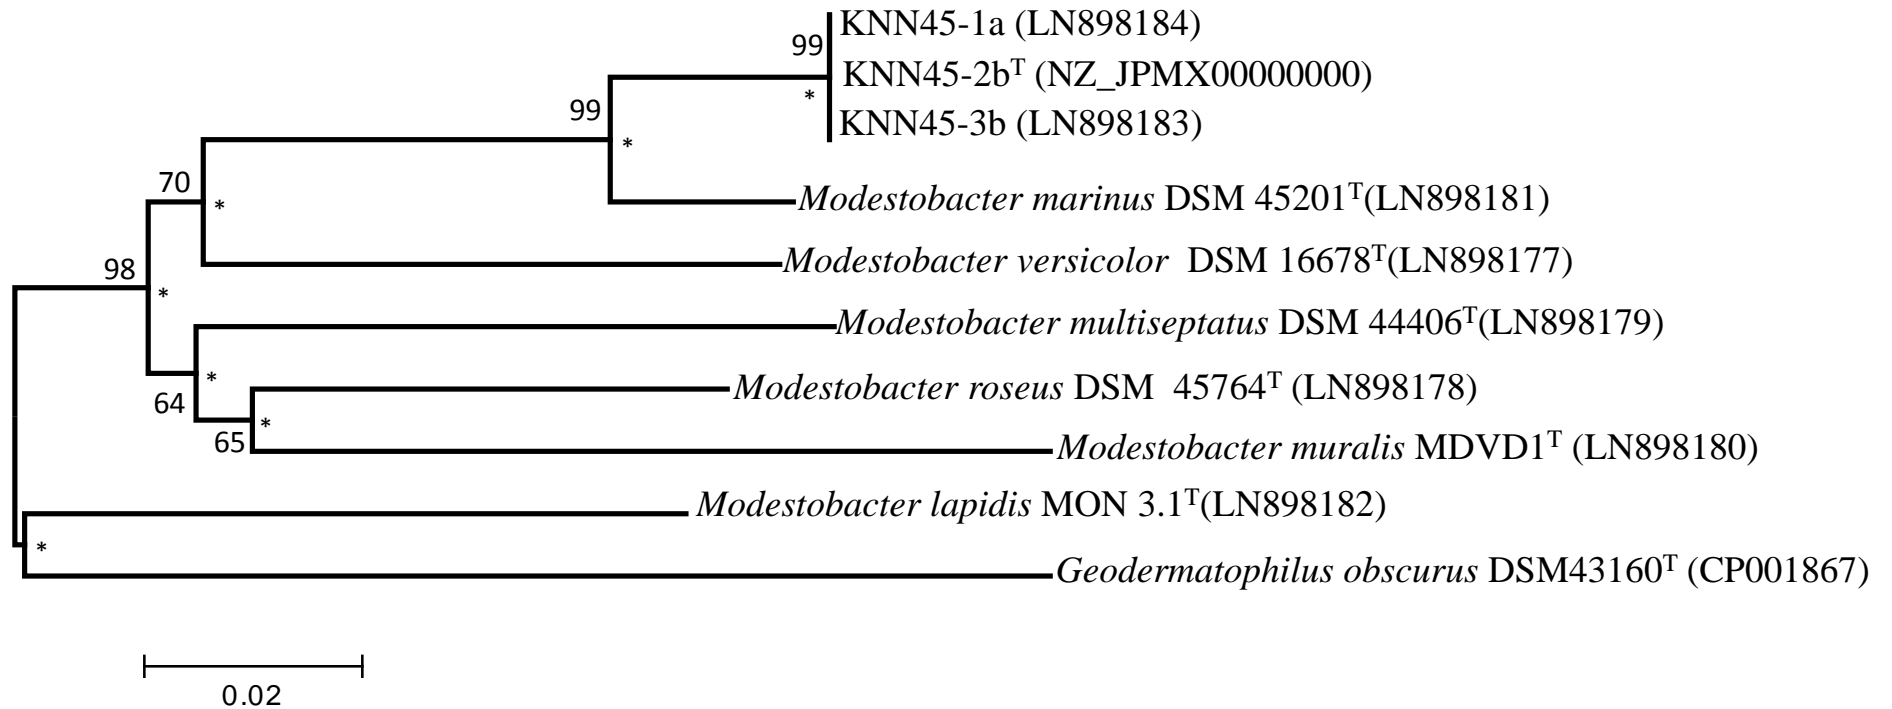 KNN45-1a (LN898184)
99
KNN45-2bᵀ (NZ_JPMX00000000)
*
KNN45-3b (LN898183)
99
*
70
Modestobacter marinus DSM 45201ᵀ(LN898181)
*
Modestobacter versicolor DSM 16678ᵀ(LN898177)
98
*
Modestobacter multiseptatus DSM 44406ᵀ(LN898179)
*
Modestobacter roseus DSM 45764ᵀ (LN898178)
64
*
65
Modestobacter muralis MDVD1ᵀ (LN898180)
Modestobacter lapidis MON 3.1ᵀ(LN898182)
*
Geodermatophilus obscurus DSM43160ᵀ (CP001867)
0.02